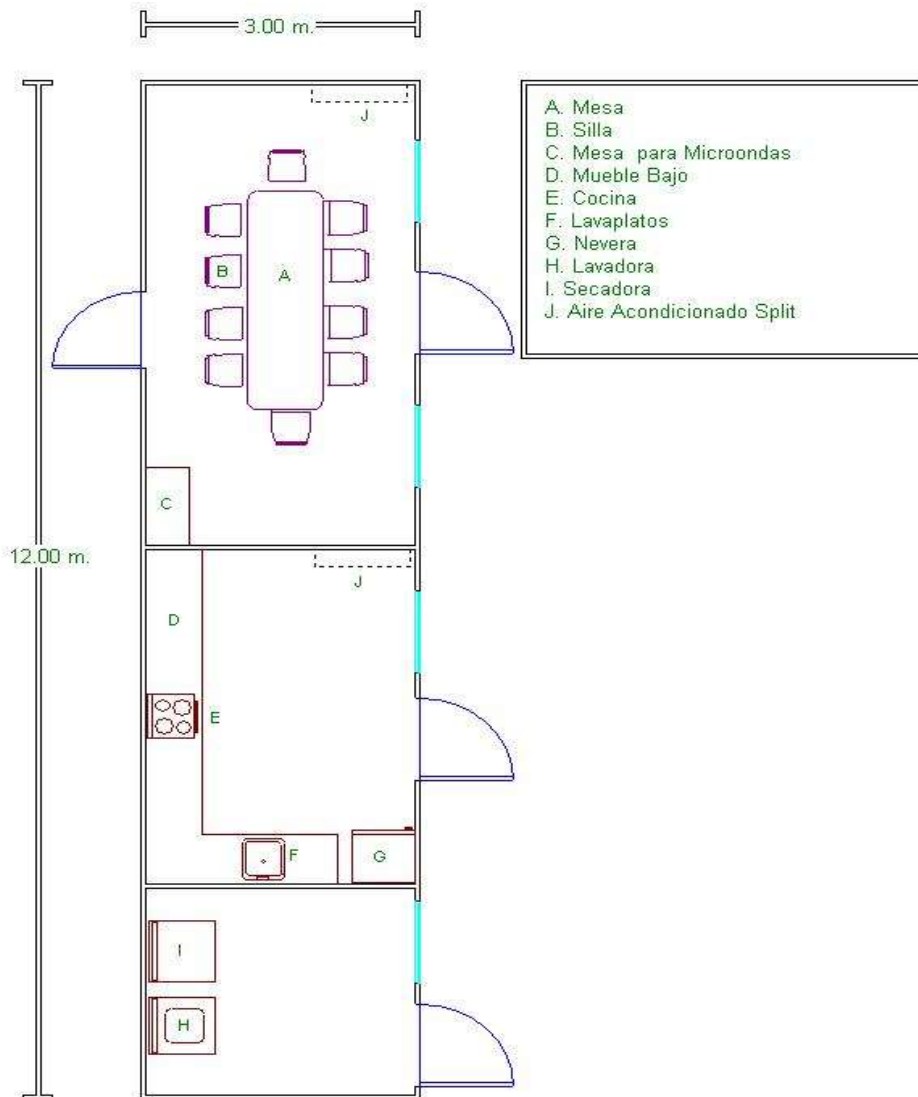 3.00 m.
A. Mesa
B. Silla
C. Mesa para Microondas
D. Mueble Bajo
E. Cocina
F. Lavaplatos
G. Nevera
H. Lavadora
I. Secadora
J. Aire Acondicionado Split
J
B
A
C
12.00 m.
J
D
E
F
G
I
H